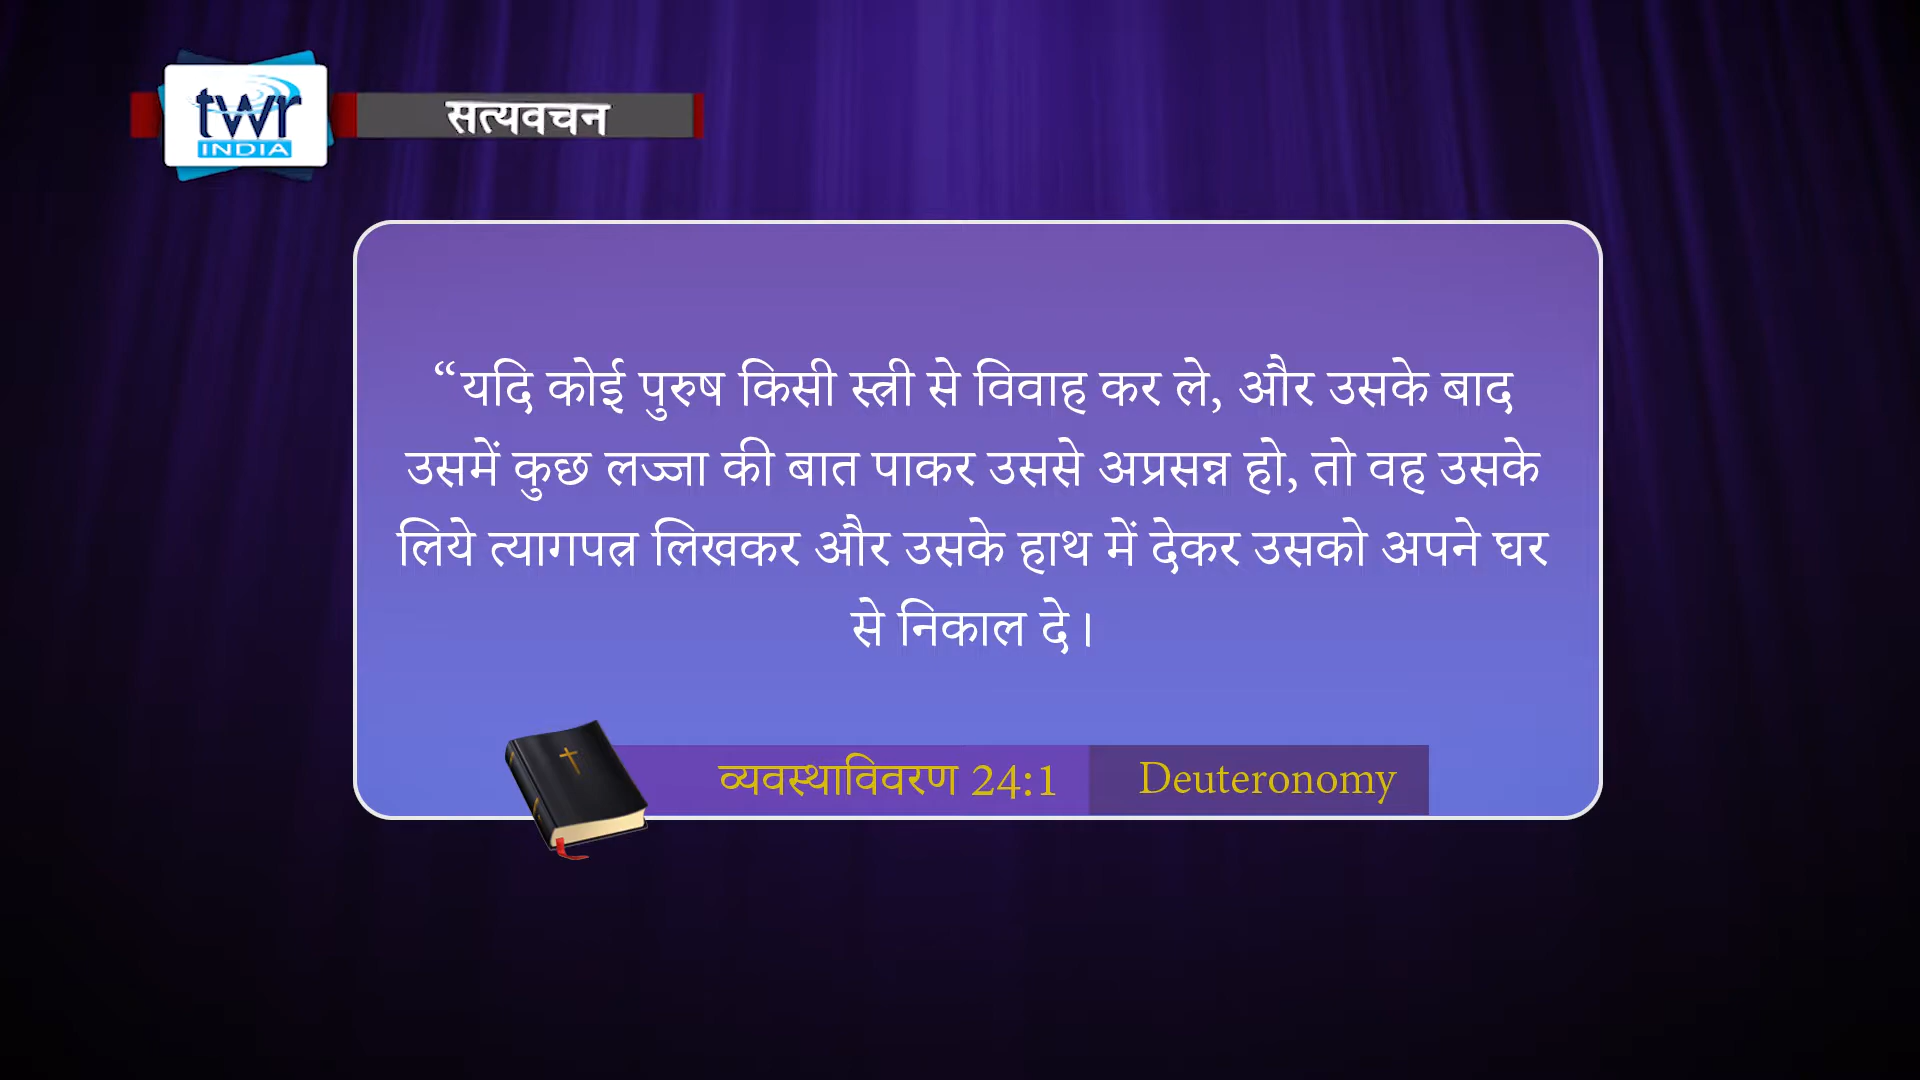 twr
INDIA
सत्यवचन
“यदि कोई पुरुष किसी स्त्री से विवाह कर ले, और उसके बाद
उसमें कुछ लज्जा की बात पाकर उससे अप्रसन्न हो, तो वह उसके
लिये त्यागपत्र लिखकर और उसके हाथ में देकर उसको अपने घर
से निकाल दे।
व्यवस्थाविवरण 24:1 Deuteronomy